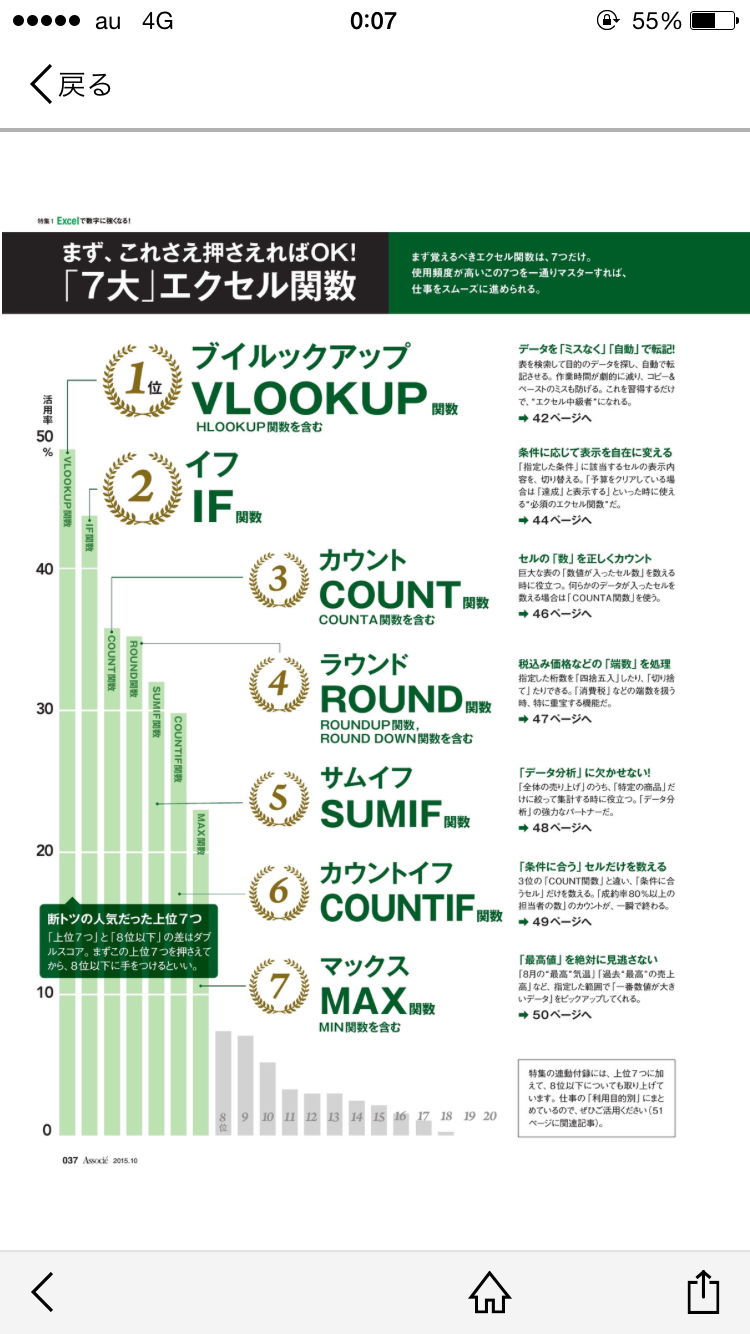 au 4G 0:07 55%
戻る
特集1 Excelで数字に強くなる!
まず、これさえ押さえればOK!
「7大」エクセル関数
まず覚えるべきエクセル関数は、7つだけ。
使用頻度が高いこの7つを一通りマスターすれば、
仕事をスムーズに進められる。
活用率
50
%
40
30
20
10
0
VLOOKUP関数
IF関数
COUNT関数
ROUND関数
SUMIF関数
COUNTIF関数
MAX関数
1位
ブイルックアップ
VLOOKUP関数
HLOOKUP関数を含む
データを「ミスなく」「自動」で転記!
表を検索して目的のデータを探し、自動で転
記させる。作業時間が劇的に減り、コピー&
ペーストのミスも防げる。これを習得するだけ
で、“エクセル中級者”になれる。
➡ 42ページへ
2
イフ
IF関数
条件に応じて表示を自在に変える
「指定した条件」に該当するセルの表示内
容を、切り替える。「予算をクリアしている場
合は「達成」と表示する」といった時に使え
る“必須のエクセル関数”だ。
➡ 44ページへ
3
カウント
COUNT関数
COUNTA関数を含む
セルの「数」を正しくカウント
巨大な表の「数値が入ったセル数」を数える
時に役立つ。何らかのデータが入ったセルを
数える場合は「COUNTA関数」を使う。
➡ 46ページへ
4
ラウンド
ROUND関数
ROUNDUP関数,
ROUND DOWN関数を含む
税込み価格などの「端数」を処理
指定した桁数を「四捨五入」したり、「切り捨
て」たりできる。「消費税」などの端数を扱う
時、特に重宝する機能だ。
➡ 47ページへ
5
サムイフ
SUMIF関数
「データ分析」に欠かせない!
「全体の売り上げ」のうち、「特定の商品」だ
けに絞って集計する時に役立つ。「データ分
析」の強力なパートナーだ。
➡ 48ページへ
6
カウントイフ
COUNTIF関数
「条件に合う」セルだけを数える
3位の「COUNT関数」と違い、「条件に合
うセル」だけを数える。「成約率80%以上の
担当者の数」のカウントが、一瞬で終わる。
➡ 49ページへ
7
マックス
MAX関数
MIN関数を含む
「最高値」を絶対に見逃さない
「8月の“最高”気温」「過去“最高”の売上
高」など、指定した範囲で「一番数値が大き
いデータ」をピックアップしてくれる。
➡ 50ページへ
断トツの人気だった上位7つ
「上位7つ」と「8位以下」の差はダブ
ルスコア。まずこの上位7つを押さえて
から、8位以下に手をつけるといい。
8位 9 10 11 12 13 14 15 16 17 18 19 20
特集の連動付録には、上位7つに加
えて、8位以下についても取り上げて
います。仕事の「利用目的別」にまと
めているので、ぜひご活用ください(51
ページに関連記事)。
037 Associé 2015.10